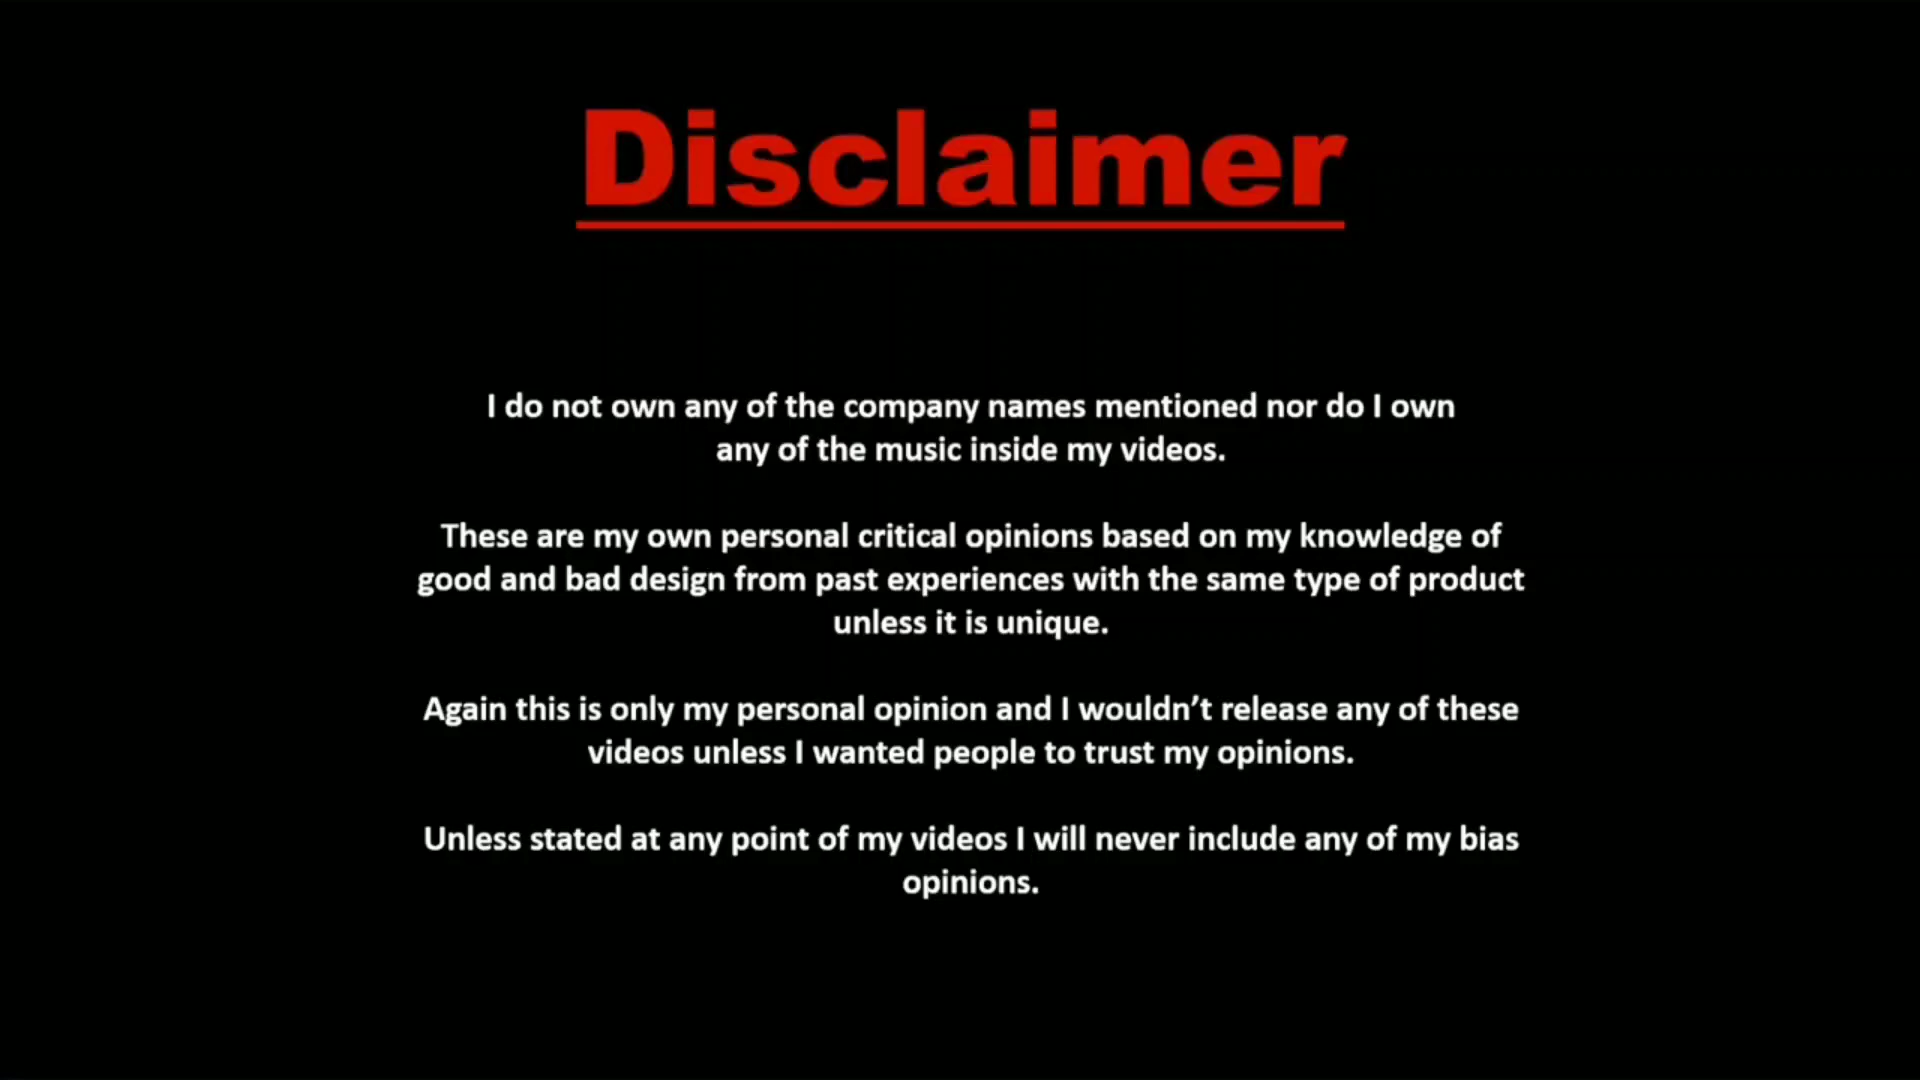 Disclaimer
I do not own any of the company names mentioned nor do I own
any of the music inside my videos.
These are my own personal critical opinions based on my knowledge of
good and bad design from past experiences with the same type of product
unless it is unique.
Again this is only my personal opinion and I wouldn’t release any of these
videos unless I wanted people to trust my opinions.
Unless stated at any point of my videos I will never include any of my bias
opinions.